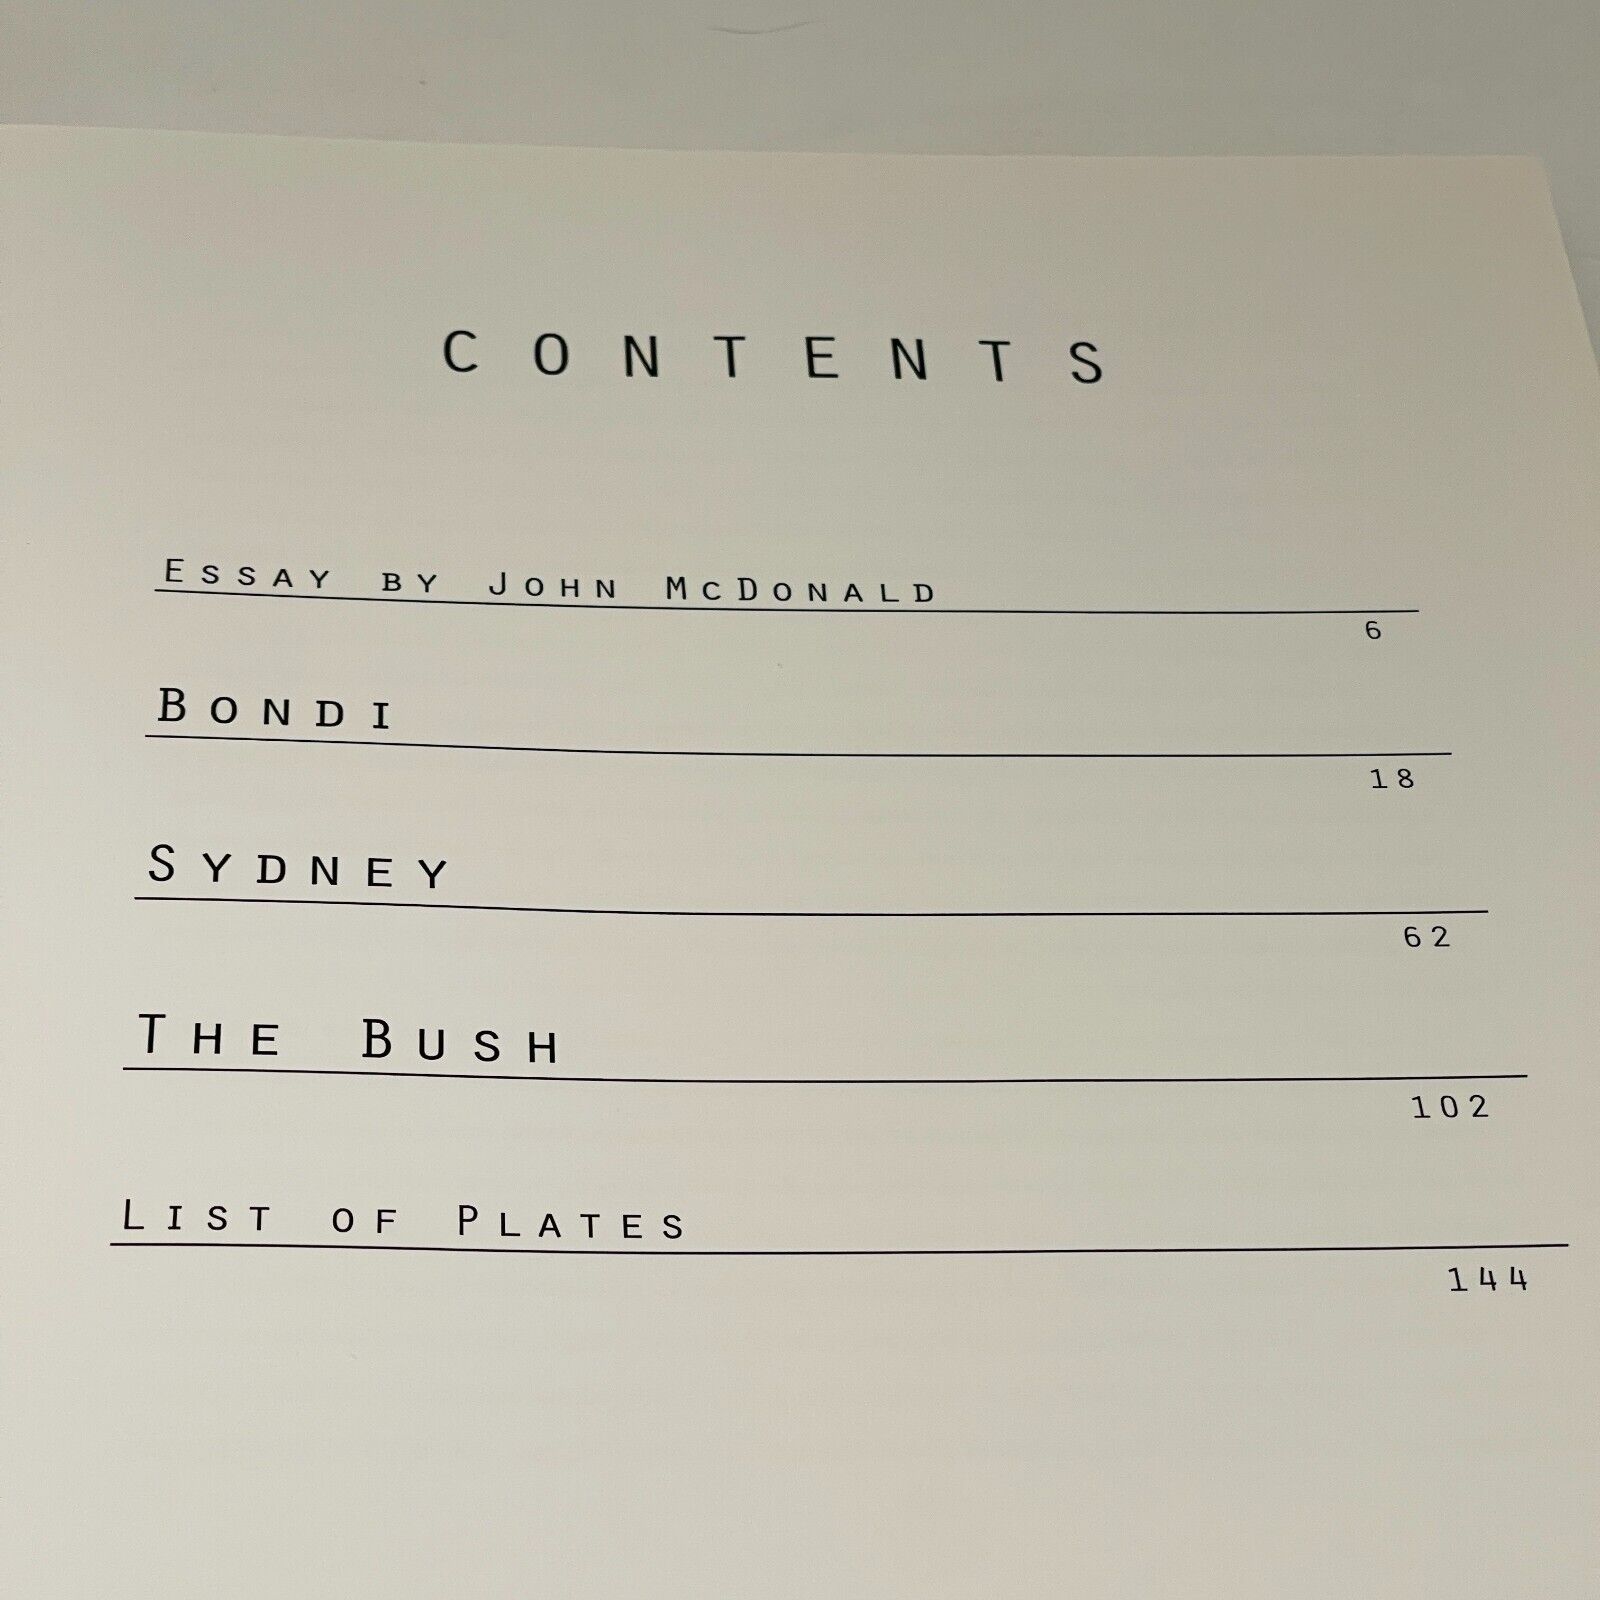 CONTENTS
ESSAY BY JOHN MCDONALD
6
BONDI
18
SYDNEY
62
THE BUSH
102
LIST OF PLATES
144